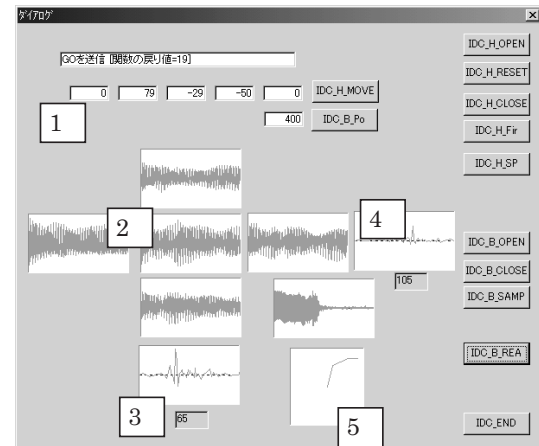 ダイアログ
IDC_H_OPEN
GOを送信 [関数の戻り値=19]
IDC_H_RESET
0 79 -29 -50 0 IDC_H_MOVE
IDC_H_CLOSE
1
400 IDC_B_Po
IDC_H_Fir
IDC_H_SP
2
4
IDC_B_OPEN
105
IDC_B_CLOSE
IDC_B_SAMP
IDC_B_REA
3
65
5
IDC_END